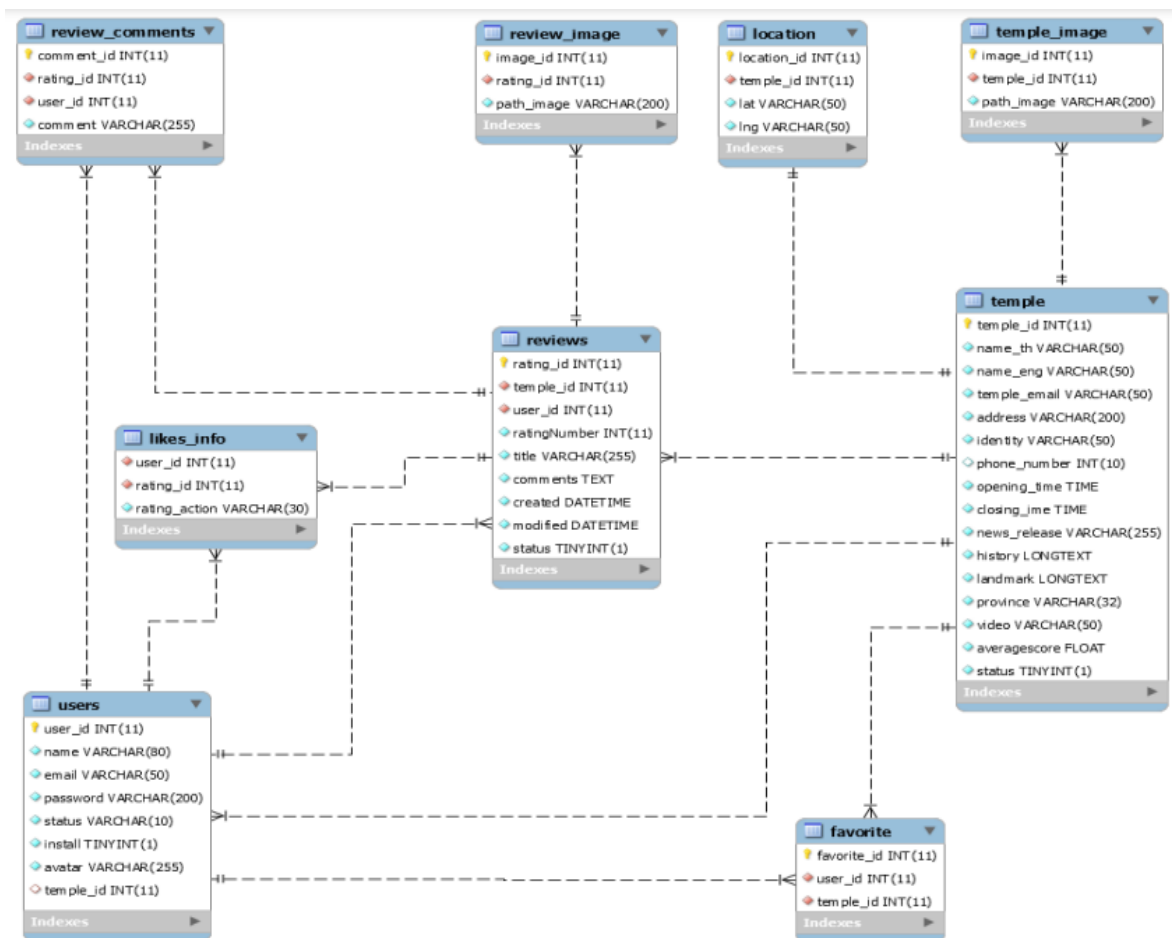 review_comments
comment_id INT(11)
rating_id INT(11)
user_id INT(11)
comment VARCHAR(255)
Indexes
review_image
image_id INT(11)
rating_id INT(11)
path_image VARCHAR(200)
Indexes
location
location_id INT(11)
temple_id INT(11)
lat VARCHAR(50)
lng VARCHAR(50)
Indexes
temple_image
image_id INT(11)
temple_id INT(11)
path_image VARCHAR(200)
Indexes
reviews
rating_id INT(11)
temple_id INT(11)
user_id INT(11)
ratingNumber INT(11)
title VARCHAR(255)
comments TEXT
created DATETIME
modified DATETIME
status TINYINT(1)
Indexes
temple
temple_id INT(11)
name_th VARCHAR(50)
name_eng VARCHAR(50)
temple_email VARCHAR(50)
address VARCHAR(200)
identity VARCHAR(50)
phone_number INT(10)
opening_time TIME
closing_ime TIME
news_release VARCHAR(255)
history LONGTEXT
landmark LONGTEXT
province VARCHAR(32)
video VARCHAR(50)
averagescore FLOAT
status TINYINT(1)
Indexes
likes_info
user_id INT(11)
rating_id INT(11)
rating_action VARCHAR(30)
Indexes
users
user_id INT(11)
name VARCHAR(80)
email VARCHAR(50)
password VARCHAR(200)
status VARCHAR(10)
install TINYINT(1)
avatar VARCHAR(255)
temple_id INT(11)
Indexes
favorite
favorite_id INT(11)
user_id INT(11)
temple_id INT(11)
Indexes